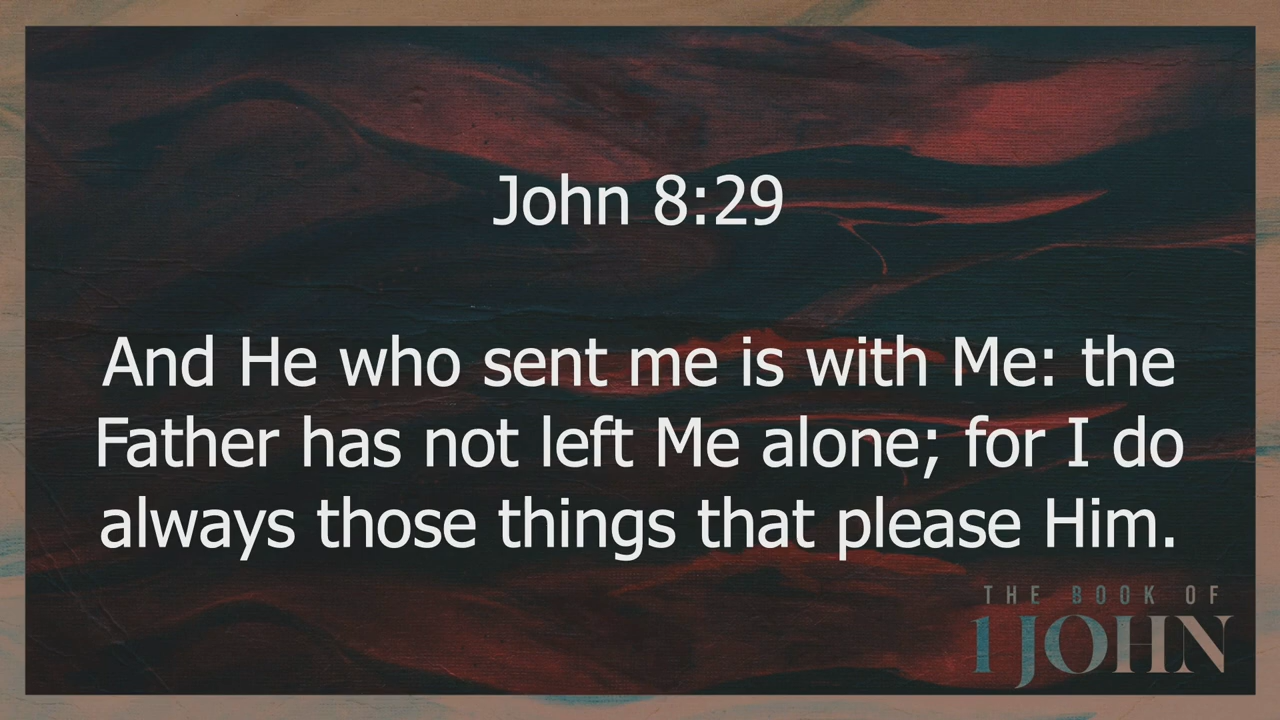 John 8:29
And He who sent me is with Me: the
Father has not left Me alone; for I do
always those things that please Him.
THE BOOK OF
1 JOHN